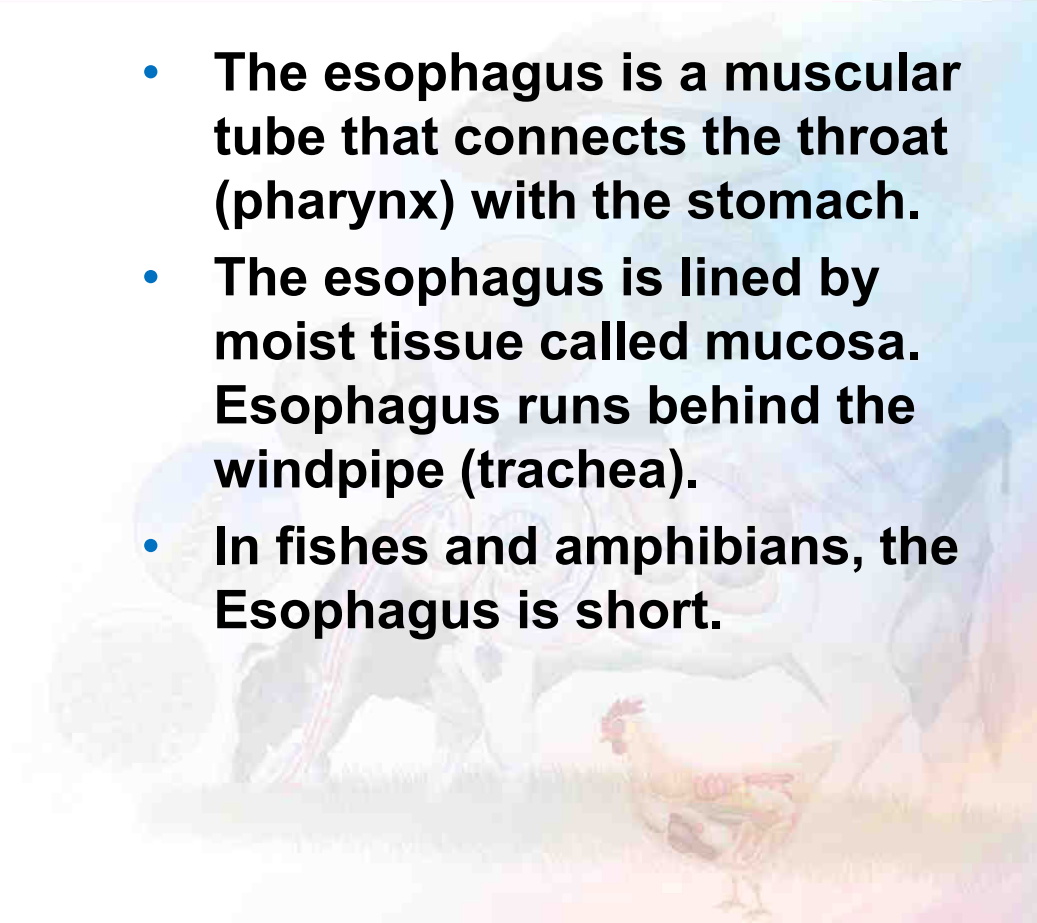 • The esophagus is a muscular
tube that connects the throat
(pharynx) with the stomach.
• The esophagus is lined by
moist tissue called mucosa.
Esophagus runs behind the
windpipe (trachea).
• In fishes and amphibians, the
Esophagus is short.